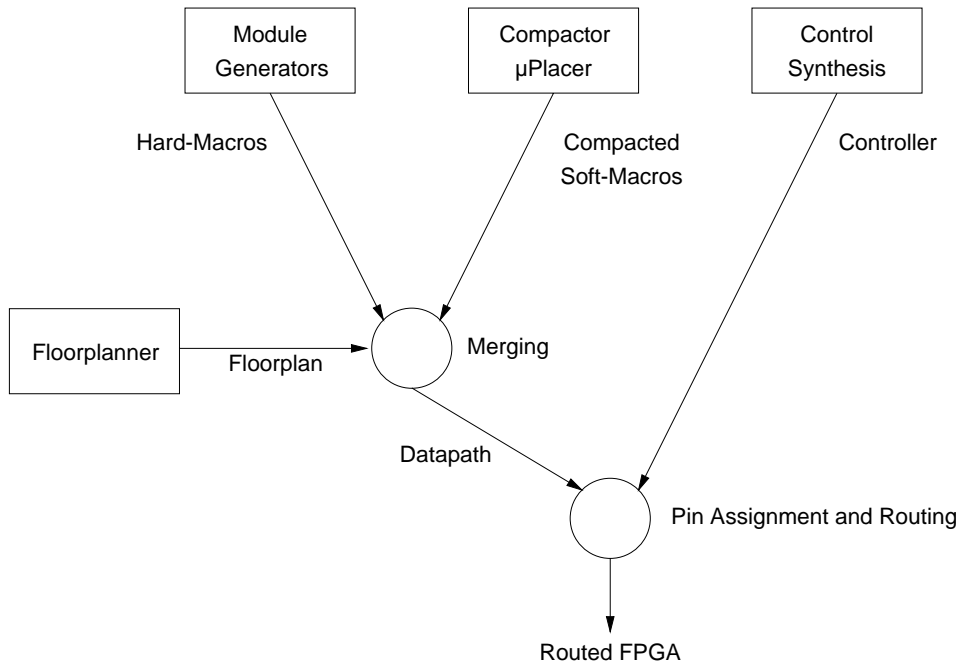 Module
Generators
Compactor
µPlacer
Control
Synthesis
Hard-Macros
Compacted
Soft-Macros
Controller
Floorplanner
Floorplan
Merging
Datapath
Pin Assignment and Routing
Routed FPGA